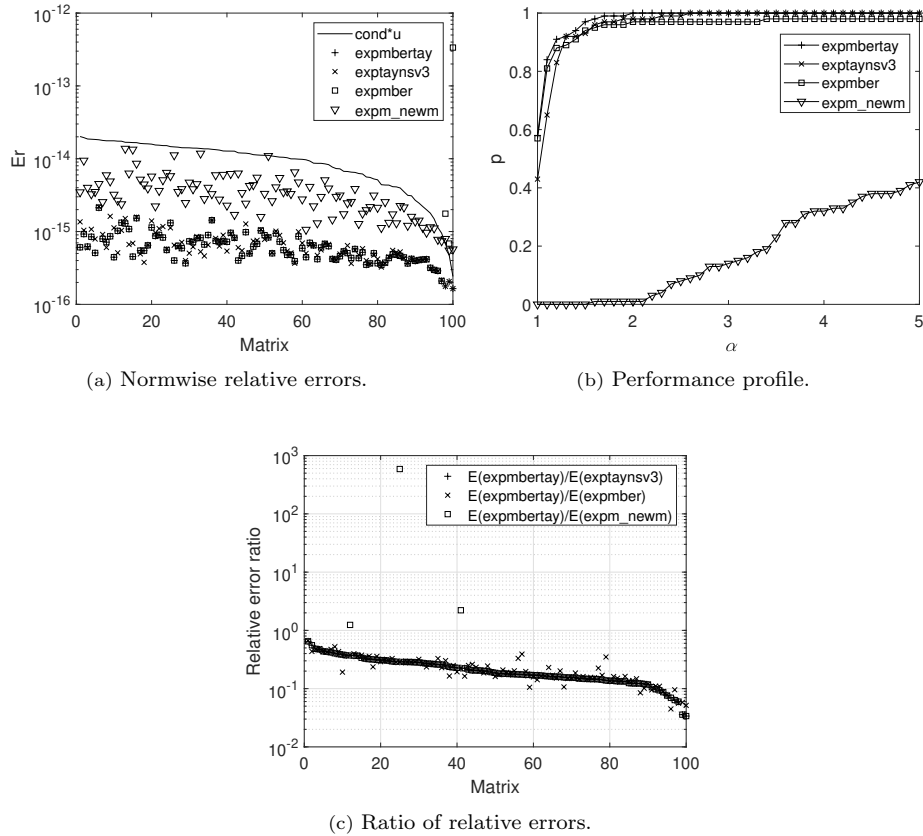 10^-12
10^-13
10^-14
10^-15
10^-16
Er
0 20 40 60 80 100
Matrix
cond*u
expmbertay
exptaynsv3
expmber
expm_newm
(a) Normwise relative errors.
1
0.8
0.6
0.4
0.2
0
p
1 2 3 4 5
α
expmbertay
exptaynsv3
expmber
expm_newm
(b) Performance profile.
10^3
10^2
10^1
10^0
10^-1
10^-2
Relative error ratio
0 20 40 60 80 100
Matrix
E(expmbertay)/E(exptaynsv3)
E(expmbertay)/E(expmber)
E(expmbertay)/E(expm_newm)
(c) Ratio of relative errors.